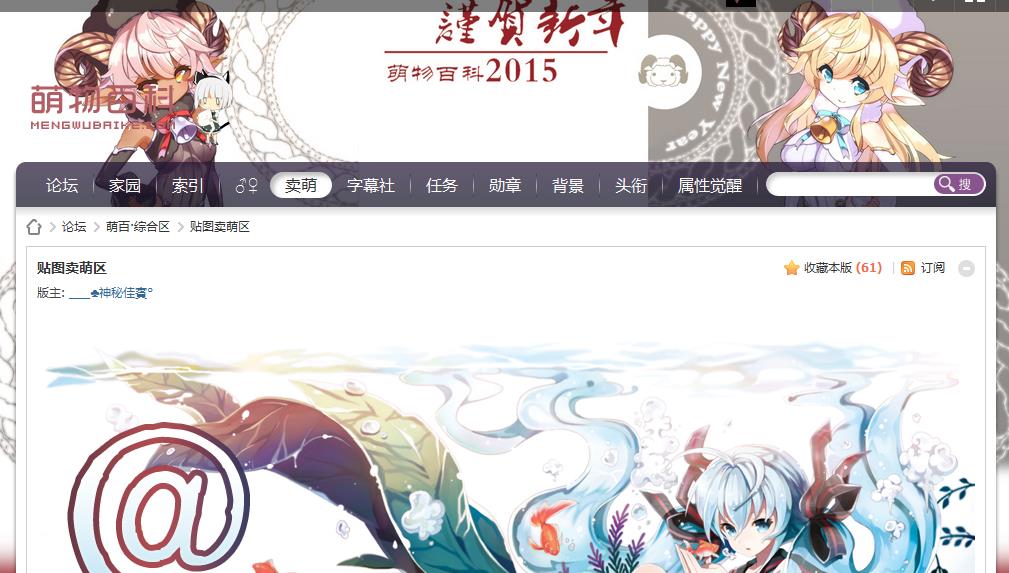 謹賀新年
萌物百科2015
Happy New Year
萌物百科
MENGWUBAIKE.COM
论坛 家园 索引 ♂♀ 卖萌 字幕社 任务 勋章 背景 头衔 属性觉醒 搜
论坛 萌百·综合区 贴图卖萌区
贴图卖萌区 收藏本版 (61) 订阅
版主: ___♣神秘佳賓°
@